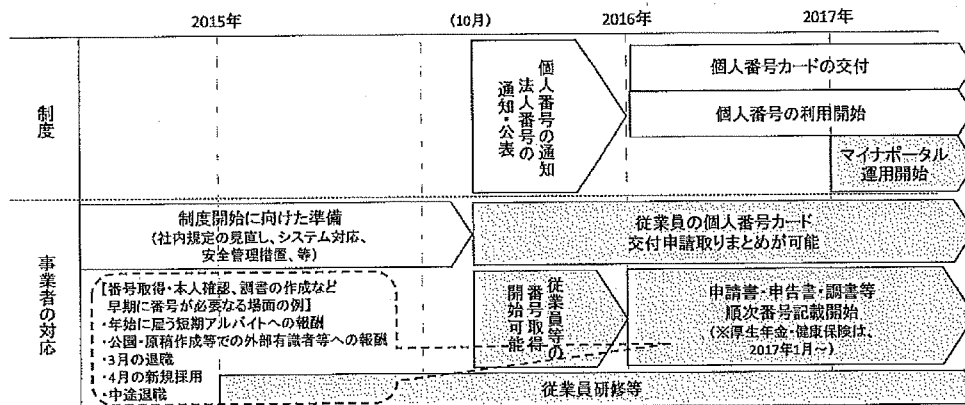 2015年
(10月)
2016年
2017年
制度
個人番号の通知
法人番号の
通知・公表
個人番号カードの交付
個人番号の利用開始
マイナポータル
運用開始
事業者の対応
制度開始に向けた準備
(社内規定の見直し、システム対応、
安全管理措置、等)
従業員の個人番号カード
交付申請取りまとめが可能
[番号取得・本人確認、調書の作成など
早期に番号が必要なる場面の例]
・年始に雇う短期アルバイトへの報酬
・公園・原稿作成等での外部有識者等への報酬
・3月の退職
・4月の新規採用
・中途退職
従業員等の
番号取得
開始可能
申請書・申告書・調書等
順次番号記載開始
(※厚生年金・健康保険は、
2017年1月~)
従業員研修等